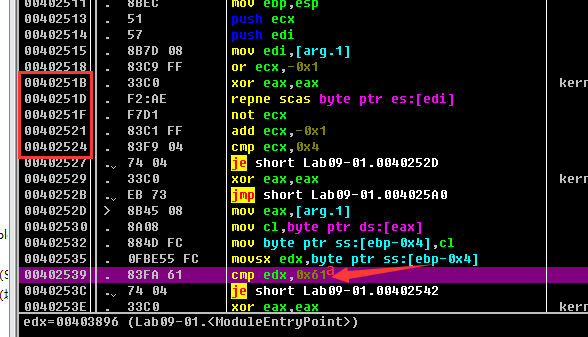 00402511 . 8BEC mov ebp,esp
00402513 . 51 push ecx
00402514 . 57 push edi
00402515 . 8B7D 08 mov edi,[arg.1]
00402518 . 83C9 FF or ecx,-0x1
0040251B . 33C0 xor eax,eax kern
0040251D . F2:AE repne scas byte ptr es:[edi]
0040251F . F7D1 not ecx
00402521 . 83C1 FF add ecx,-0x1
00402524 . 83F9 04 cmp ecx,0x4
00402527 . 74 04 je short Lab09-01.0040252D
00402529 . 33C0 xor eax,eax kern
0040252B . EB 73 jmp short Lab09-01.004025A0
0040252D > 8B45 08 mov eax,[arg.1]
00402530 . 8A08 mov cl,byte ptr ds:[eax]
00402532 . 884D FC mov byte ptr ss:[ebp-0x4],cl
00402535 . 0FBE55 FC movsx edx,byte ptr ss:[ebp-0x4]
a
00402539 . 83FA 61 cmp edx,0x61
0040253C . 74 04 je short Lab09-01.00402542
0040253E . 33C0 xor eax,eax kern
edx=00403896 (Lab09-01.<ModuleEntryPoint>)